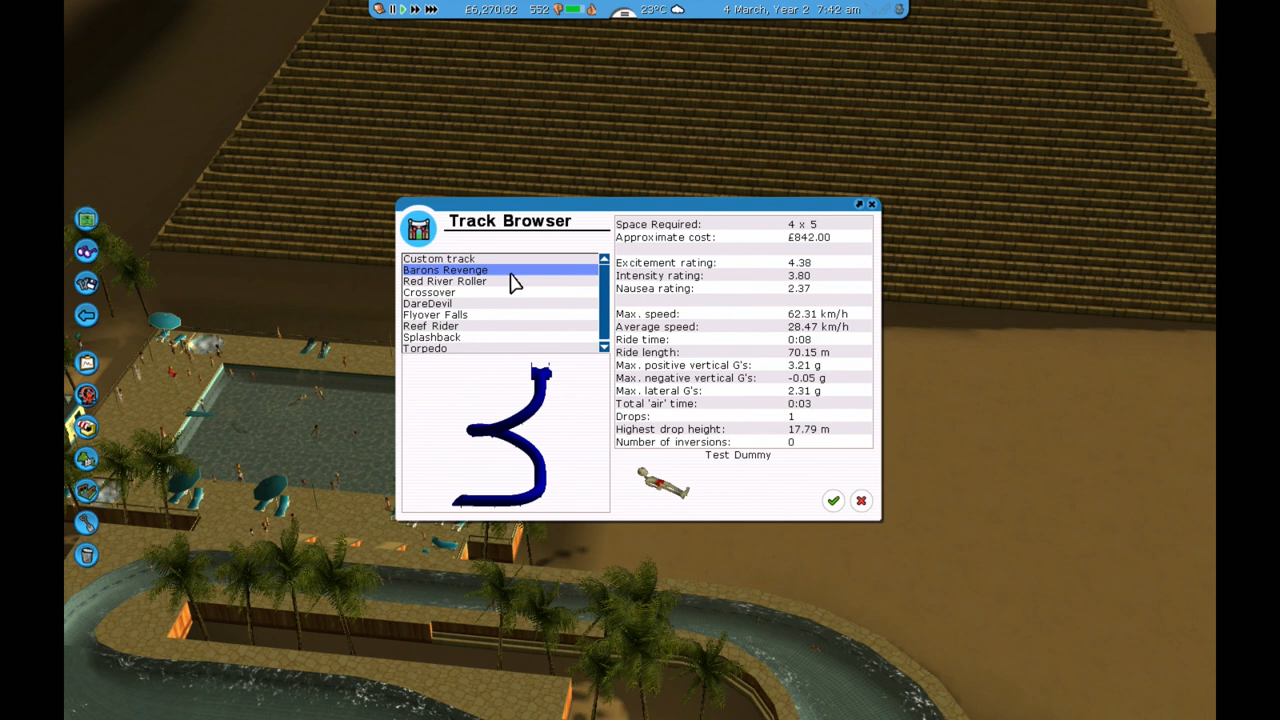 £6,270.92 552 23°C 4 March, Year 2 7:42 am
Track Browser
Custom track
Barons Revenge
Red River Roller
Crossover
DareDevil
Flyover Falls
Reef Rider
Splashback
Torpedo
Space Required: 4 x 5
Approximate cost: £842.00
Excitement rating: 4.38
Intensity rating: 3.80
Nausea rating: 2.37
Max. speed: 62.31 km/h
Average speed: 28.47 km/h
Ride time: 0:08
Ride length: 70.15 m
Max. positive vertical G's: 3.21 g
Max. negative vertical G's: -0.05 g
Max. lateral G's: 2.31 g
Total 'air' time: 0:03
Drops: 1
Highest drop height: 17.79 m
Number of inversions: 0
Test Dummy